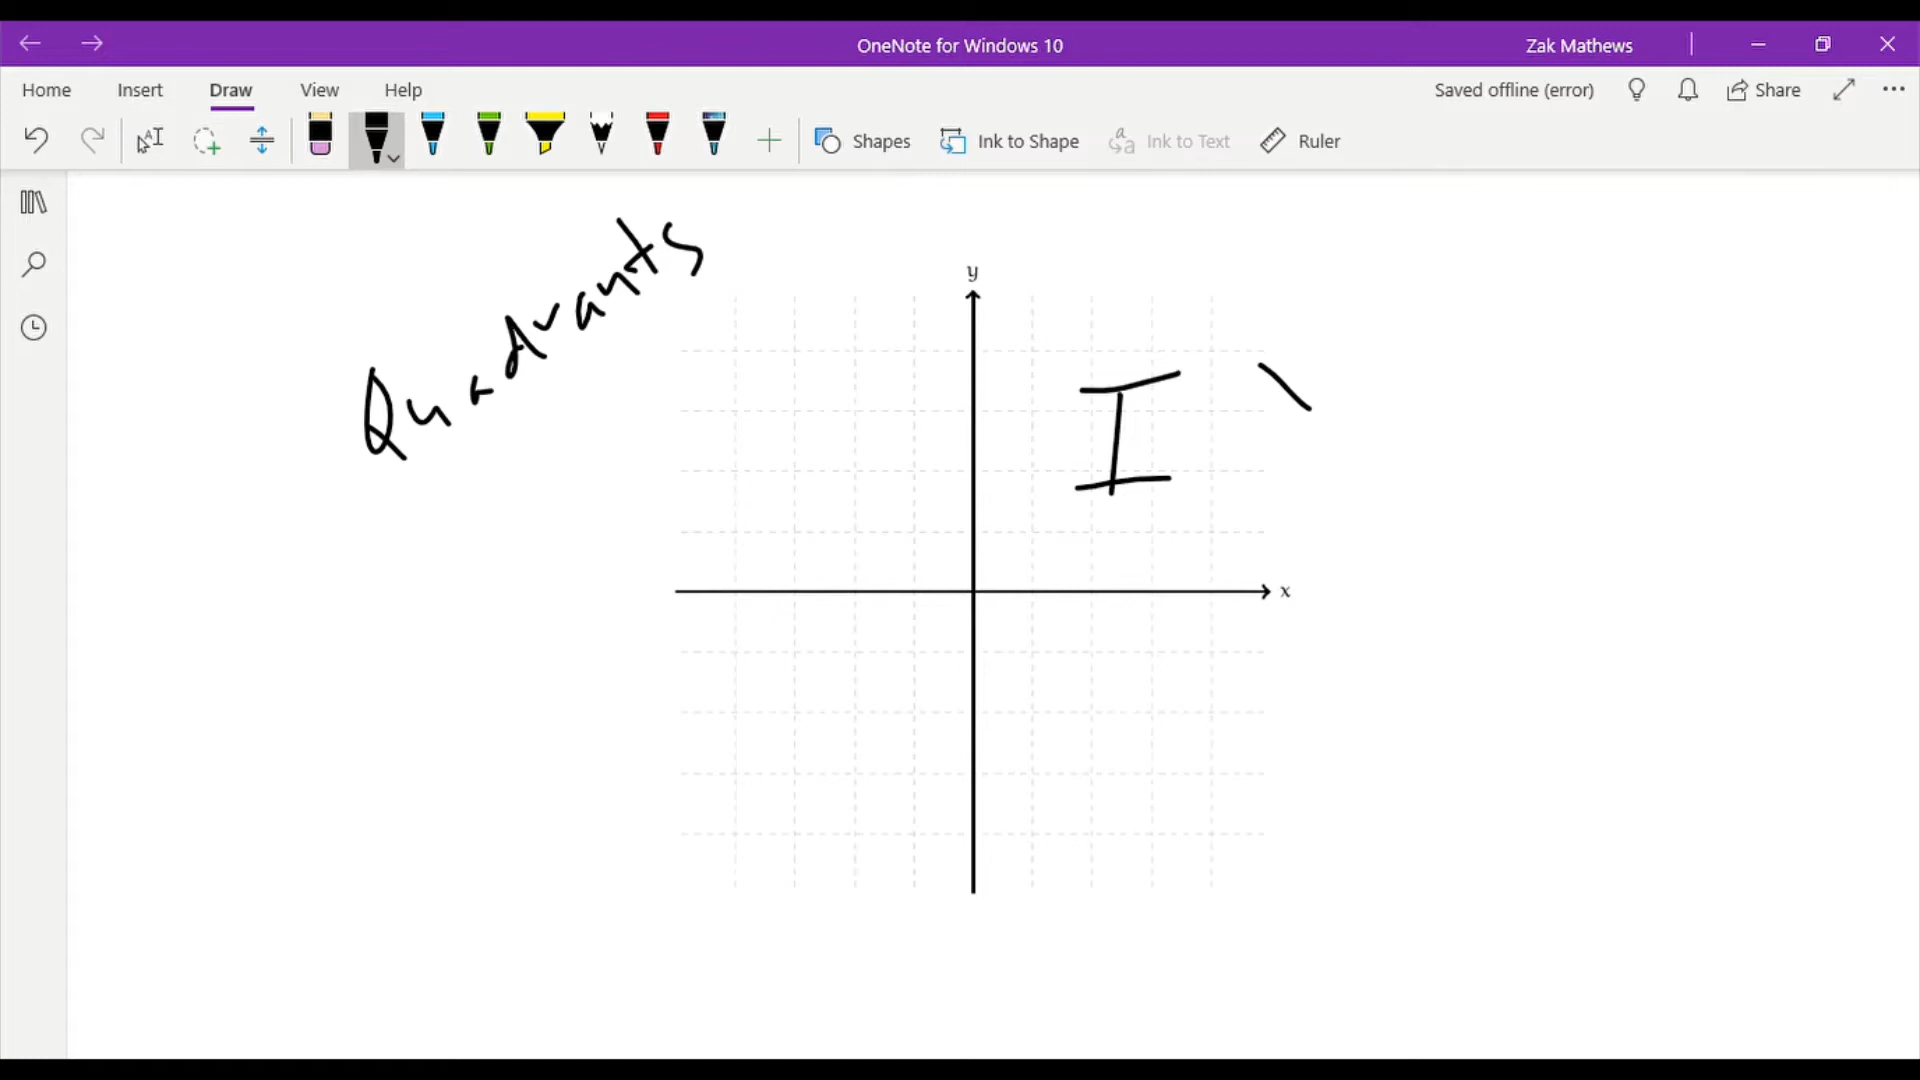 OneNote for Windows 10
Zak Mathews
Home Insert Draw View Help
Saved offline (error) Share
Shapes Ink to Shape Ink to Text Ruler
Quadrants
y
I
x